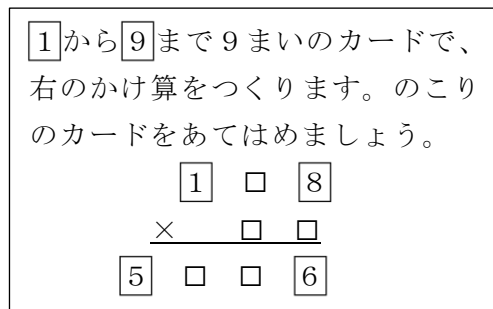 1から9まで9まいのカードで、
右のかけ算をつくります。のこり
のカードをあてはめましょう。
1 □ 8
× □ □
5 □ □ 6